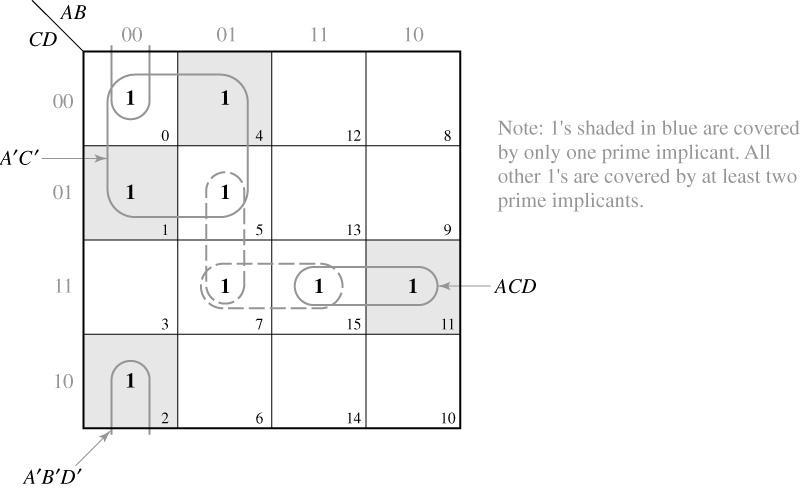 AB
CD
00 01 11 10
00 1 1
0 4 12 8
A'C'
01 1 1
1 5 13 9
Note: 1's shaded in blue are covered
by only one prime implicant. All
other 1's are covered by at least two
prime implicants.
11 1 1 1
ACD
3 7 15 11
10 1
2 6 14 10
A'B'D'